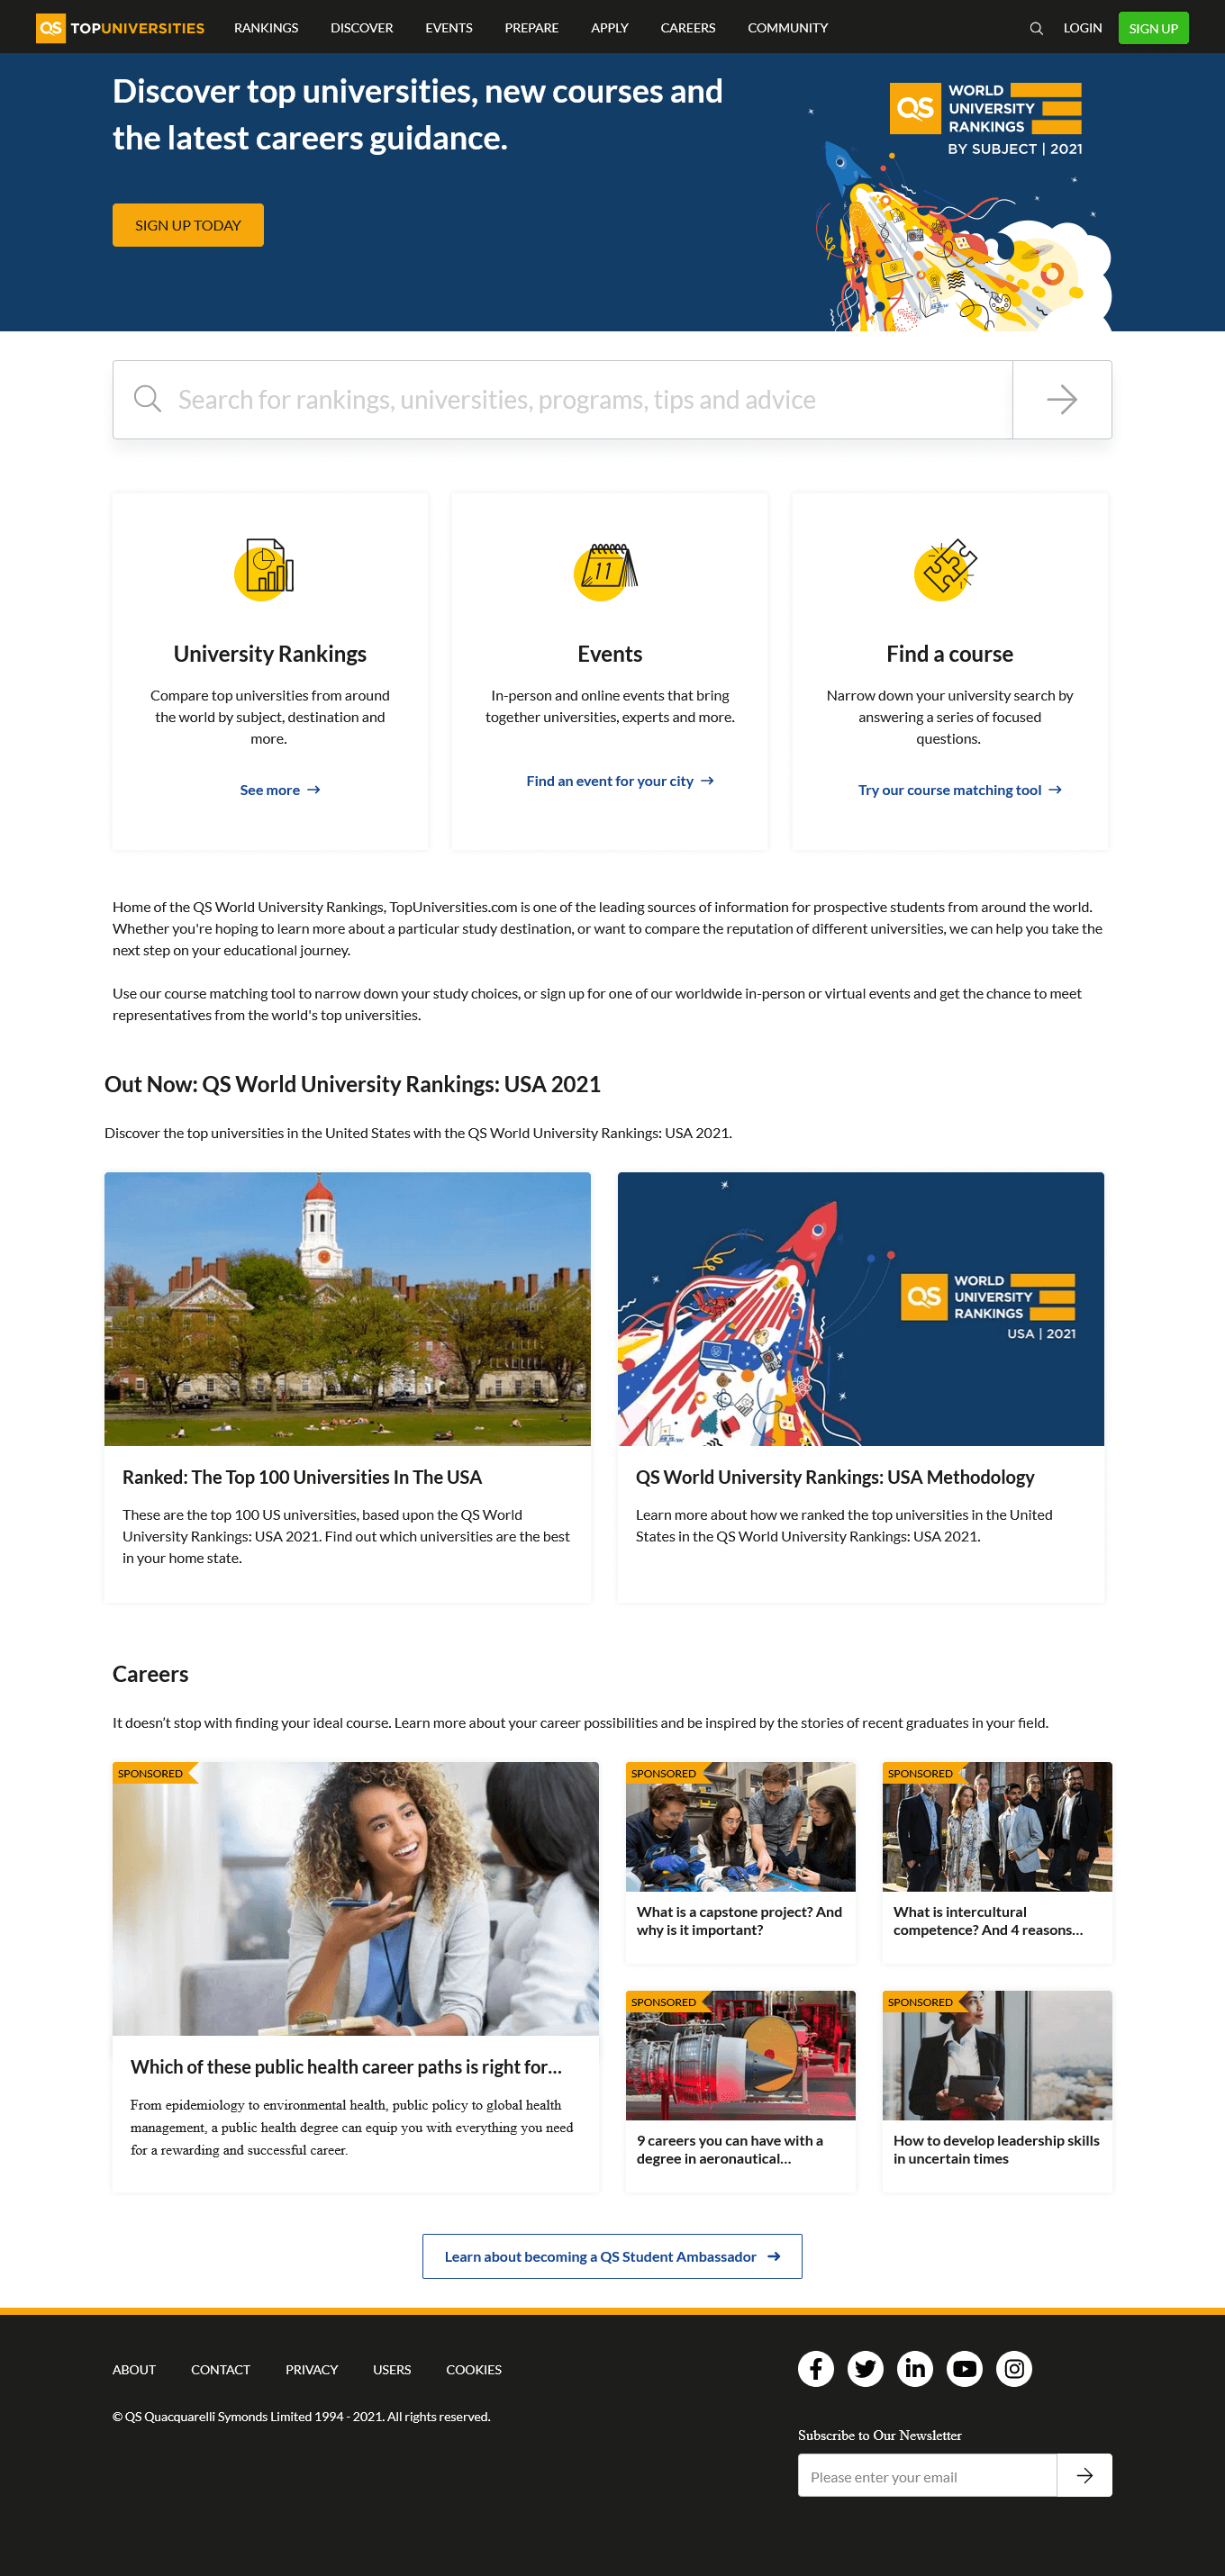 QS TOPUNIVERSITIES RANKINGS DISCOVER EVENTS PREPARE APPLY CAREERS COMMUNITY LOGIN SIGN UP
Discover top universities, new courses and
the latest careers guidance.
SIGN UP TODAY
QS WORLD
UNIVERSITY
RANKINGS
BY SUBJECT | 2021
Search for rankings, universities, programs, tips and advice
11
University Rankings
Compare top universities from around
the world by subject, destination and
more.
See more
Events
In-person and online events that bring
together universities, experts and more.
Find an event for your city
Find a course
Narrow down your university search by
answering a series of focused
questions.
Try our course matching tool
Home of the QS World University Rankings, TopUniversities.com is one of the leading sources of information for prospective students from around the world.
Whether you're hoping to learn more about a particular study destination, or want to compare the reputation of different universities, we can help you take the
next step on your educational journey.
Use our course matching tool to narrow down your study choices, or sign up for one of our worldwide in-person or virtual events and get the chance to meet
representatives from the world's top universities.
Out Now: QS World University Rankings: USA 2021
Discover the top universities in the United States with the QS World University Rankings: USA 2021.
Ranked: The Top 100 Universities In The USA
These are the top 100 US universities, based upon the QS World
University Rankings: USA 2021. Find out which universities are the best
in your home state.
QS WORLD
UNIVERSITY
RANKINGS
USA | 2021
QS World University Rankings: USA Methodology
Learn more about how we ranked the top universities in the United
States in the QS World University Rankings: USA 2021.
Careers
It doesn’t stop with finding your ideal course. Learn more about your career possibilities and be inspired by the stories of recent graduates in your field.
SPONSORED
Which of these public health career paths is right for...
From epidemiology to environmental health, public policy to global health
management, a public health degree can equip you with everything you need
for a rewarding and successful career.
SPONSORED
What is a capstone project? And
why is it important?
SPONSORED
What is intercultural
competence? And 4 reasons...
SPONSORED
9 careers you can have with a
degree in aeronautical...
SPONSORED
How to develop leadership skills
in uncertain times
Learn about becoming a QS Student Ambassador
ABOUT CONTACT PRIVACY USERS COOKIES
© QS Quacquarelli Symonds Limited 1994 - 2021. All rights reserved.
Subscribe to Our Newsletter
Please enter your email